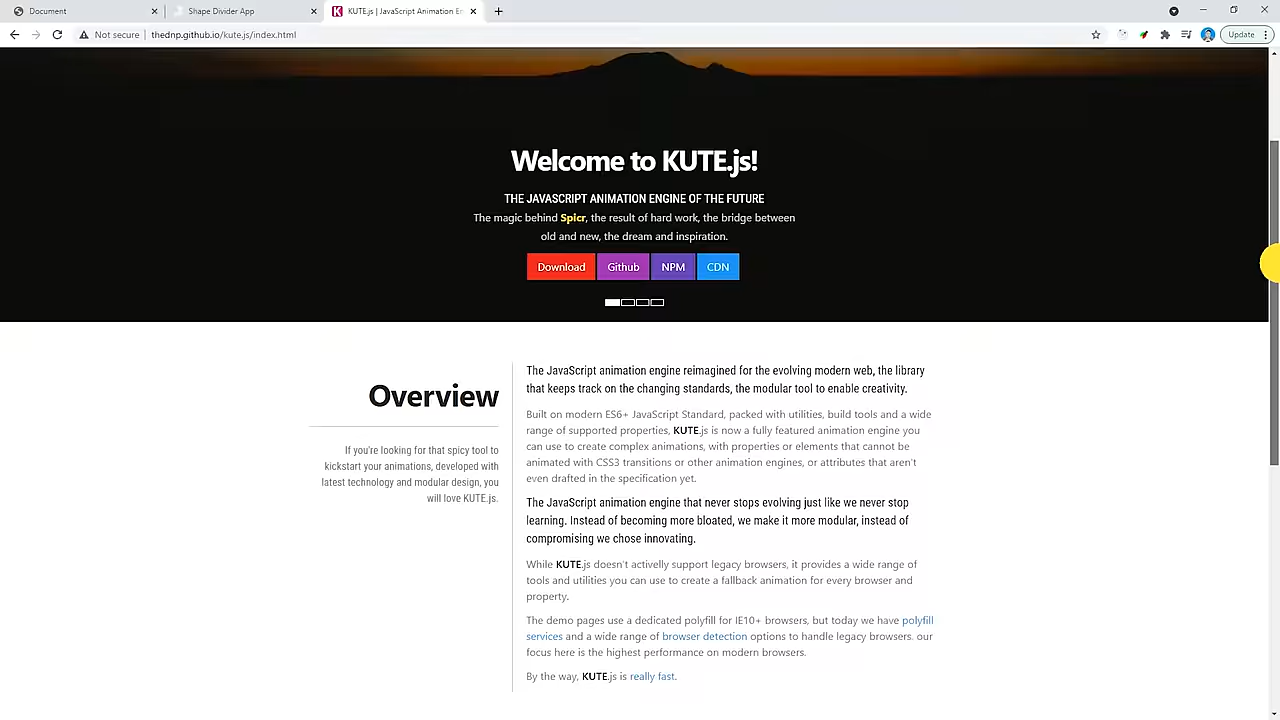 Document
Shape Divider App
KUTE.js | JavaScript Animation En
Not secure | thednp.github.io/kute.js/index.html
Update
Welcome to KUTE.js!
THE JAVASCRIPT ANIMATION ENGINE OF THE FUTURE
The magic behind Spicr, the result of hard work, the bridge between
old and new, the dream and inspiration.
Download Github NPM CDN
Overview
If you're looking for that spicy tool to
kickstart your animations, developed with
latest technology and modular design, you
will love KUTE.js.
The JavaScript animation engine reimagined for the evolving modern web, the library
that keeps track on the changing standards, the modular tool to enable creativity.
Built on modern ES6+ JavaScript Standard, packed with utilities, build tools and a wide
range of supported properties, KUTE.js is now a fully featured animation engine you
can use to create complex animations, with properties or elements that cannot be
animated with CSS3 transitions or other animation engines, or attributes that aren't
even drafted in the specification yet.
The JavaScript animation engine that never stops evolving just like we never stop
learning. Instead of becoming more bloated, we make it more modular, instead of
compromising we chose innovating.
While KUTE.js doesn't activelly support legacy browsers, it provides a wide range of
tools and utilities you can use to create a fallback animation for every browser and
property.
The demo pages use a dedicated polyfill for IE10+ browsers, but today we have polyfill
services and a wide range of browser detection options to handle legacy browsers. our
focus here is the highest performance on modern browsers.
By the way, KUTE.js is really fast.